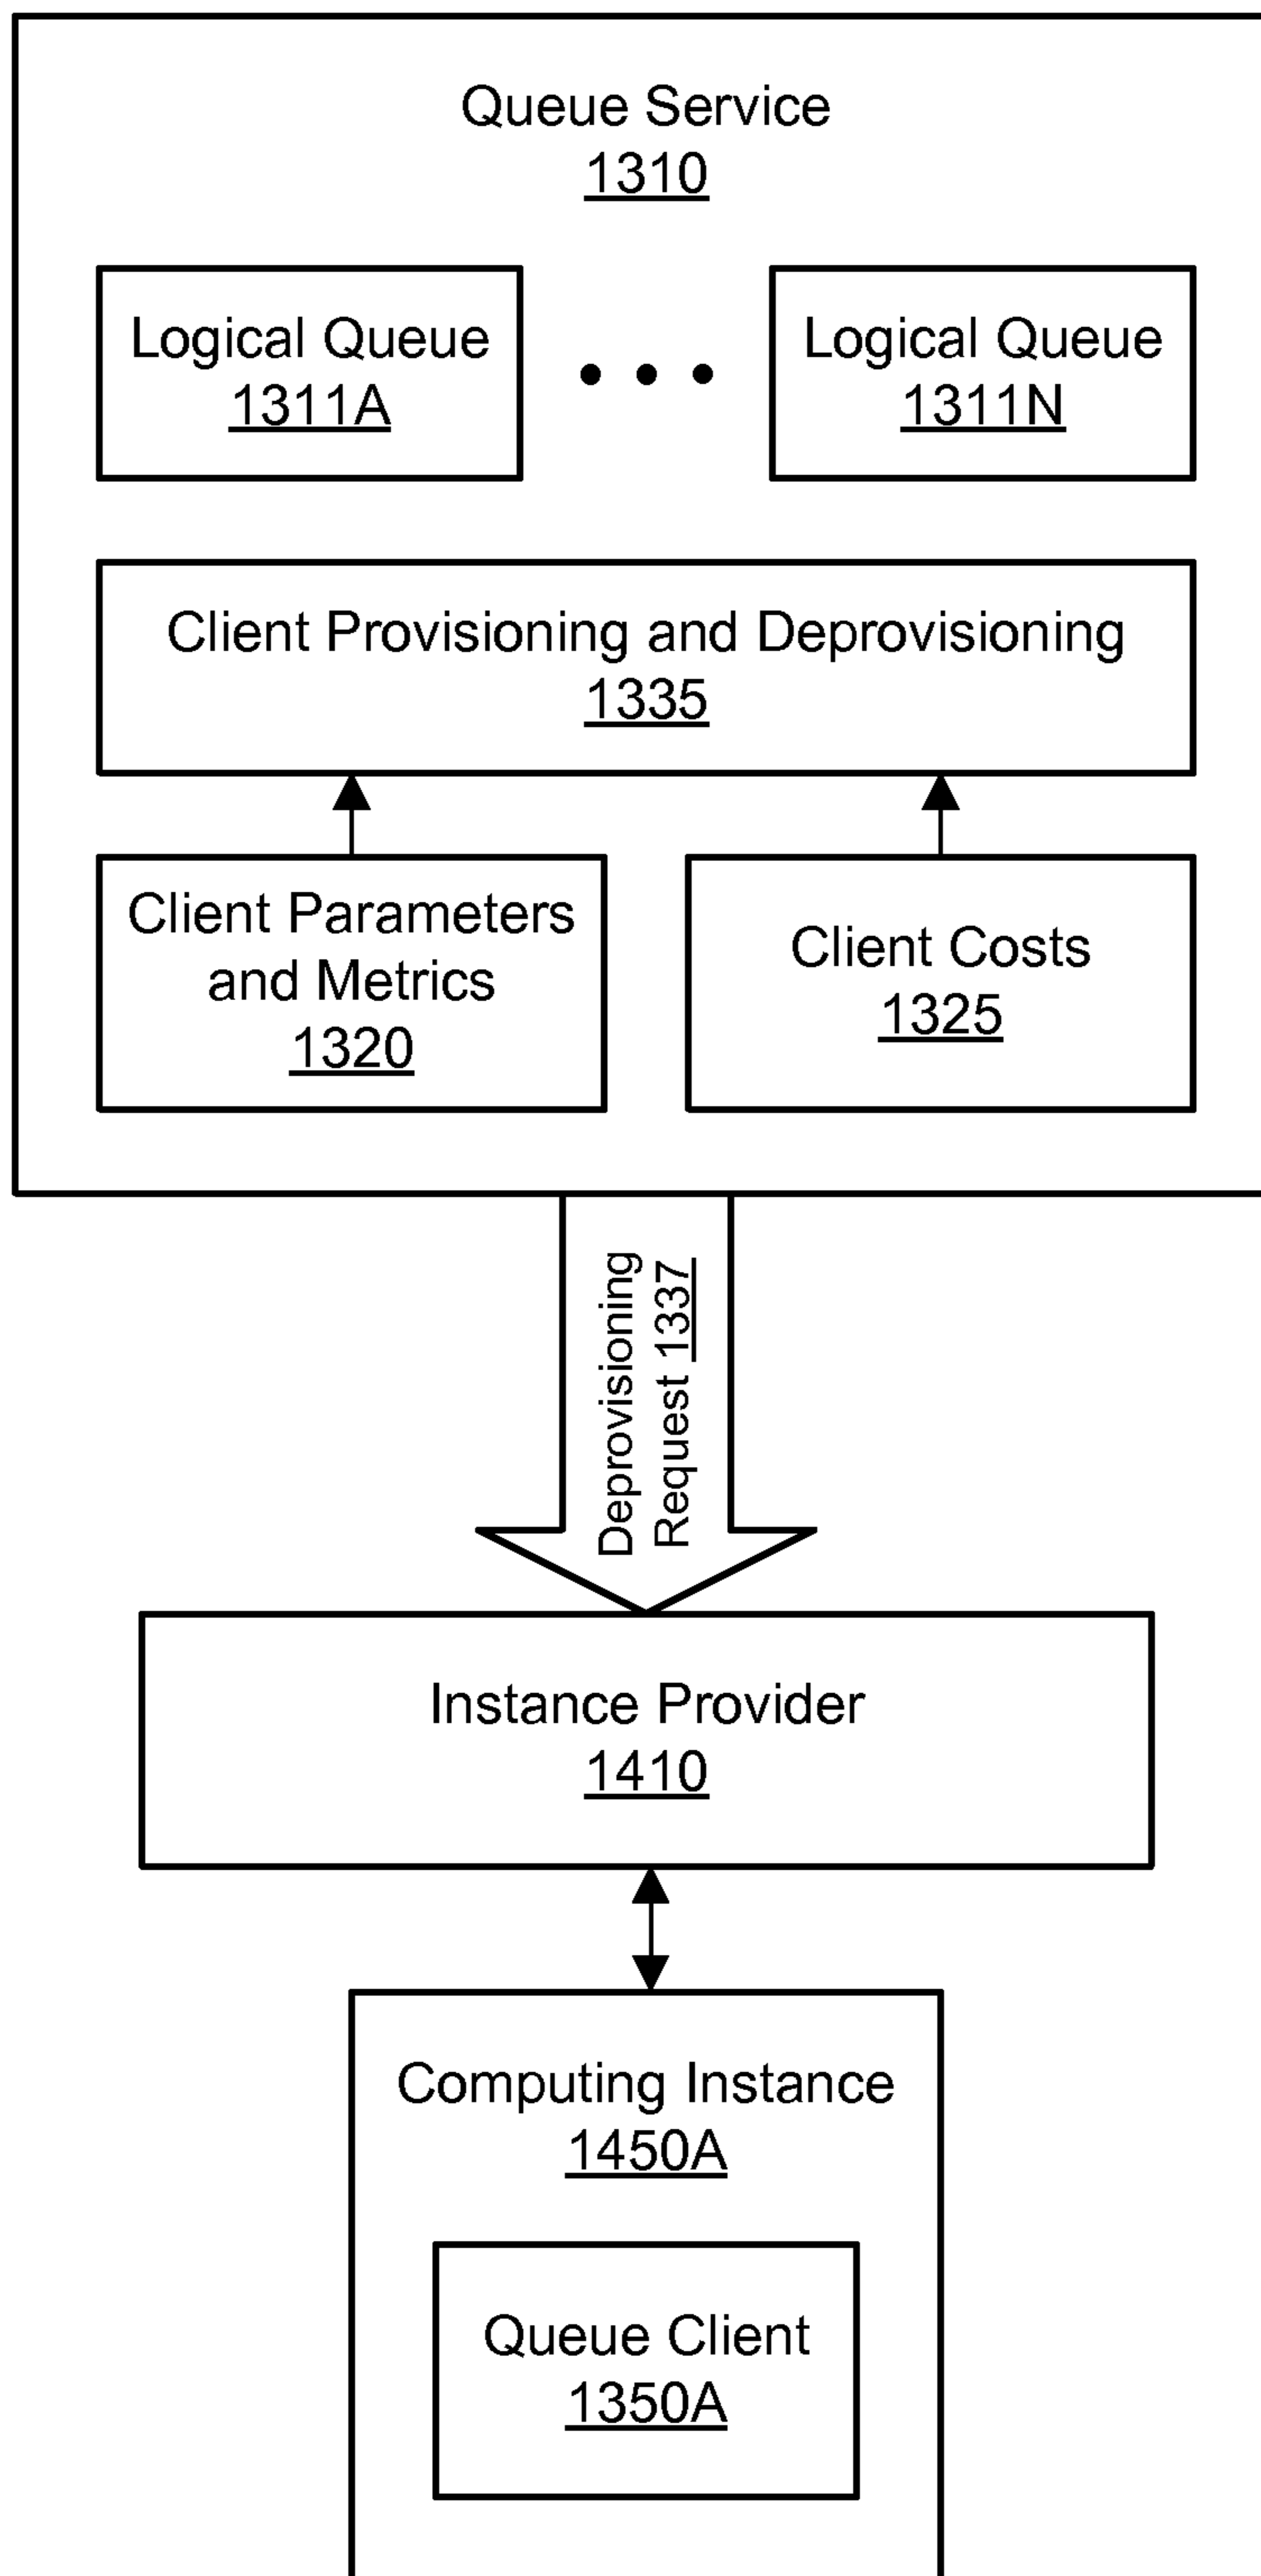 Queue Service
1310
Logical Queue
1311A
Logical Queue
1311N
Client Provisioning and Deprovisioning
1335
Client Parameters
and Metrics
1320
Client Costs
1325
Deprovisioning
Request 1337
Instance Provider
1410
Computing Instance
1450A
Queue Client
1350A